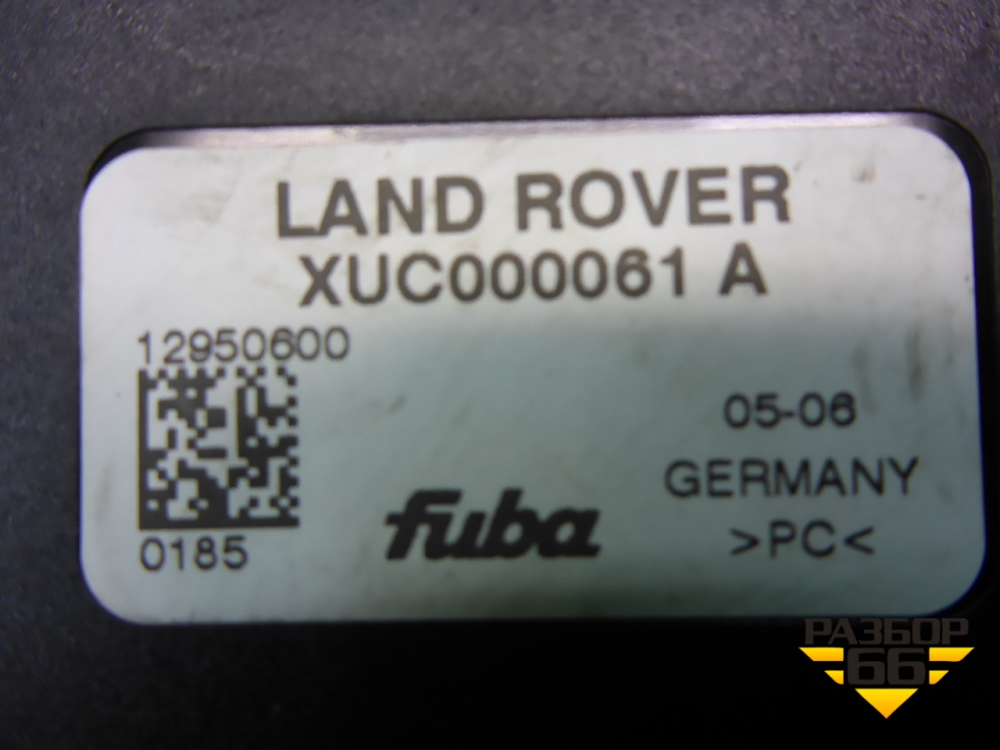 LAND ROVER
XUC000061 A
12950600
0185
fuba
05-06
GERMANY
>PC<
РАЗБОР
66